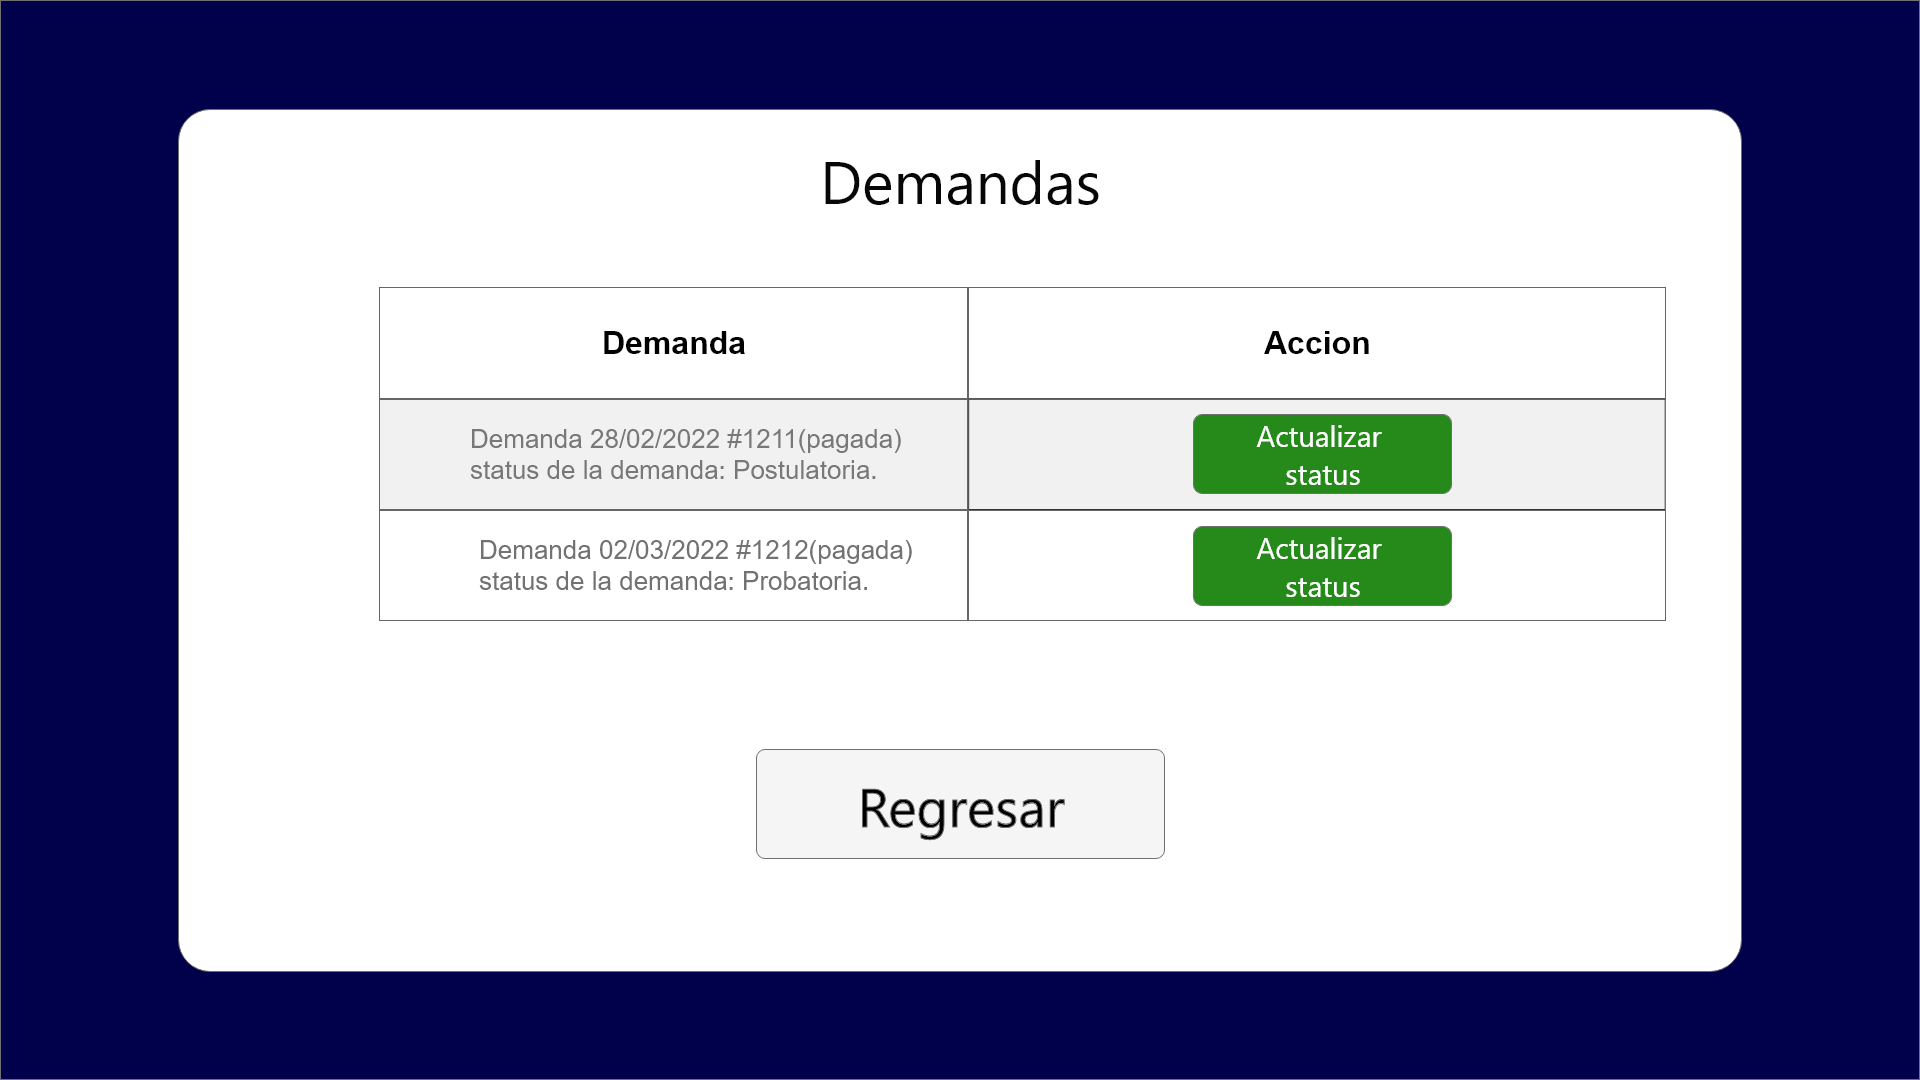 Demandas
Demanda
Accion
Demanda 28/02/2022 #1211(pagada)
status de la demanda: Postulatoria.
Actualizar
status
Demanda 02/03/2022 #1212(pagada)
status de la demanda: Probatoria.
Actualizar
status
Regresar